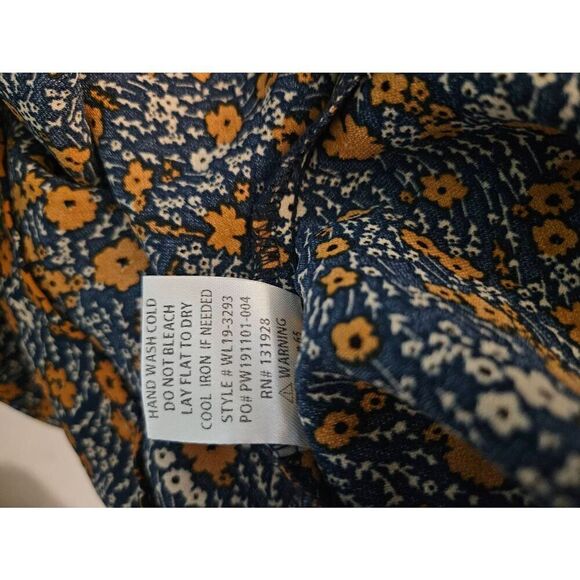 HAND WASH COLD
DO NOT BLEACH
LAY FLAT TO DRY
COOL IRON IF NEEDED
STYLE # WL19-3293
PO# PW191101-004
RN# 131928
⚠ WARNING